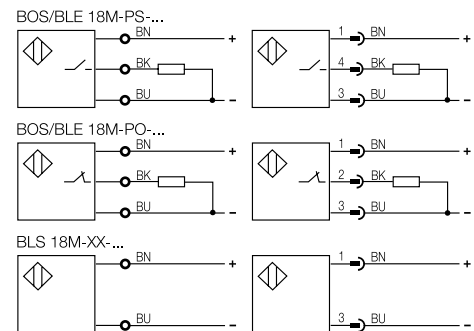 BOS/BLE 18M-PS-...
BN + 1 BN +
BK 4 BK
BU - 3 BU -
BOS/BLE 18M-PO-...
BN + 1 BN +
BK 2 BK
BU - 3 BU -
BLS 18M-XX-...
BN + 1 BN +
BU - 3 BU -